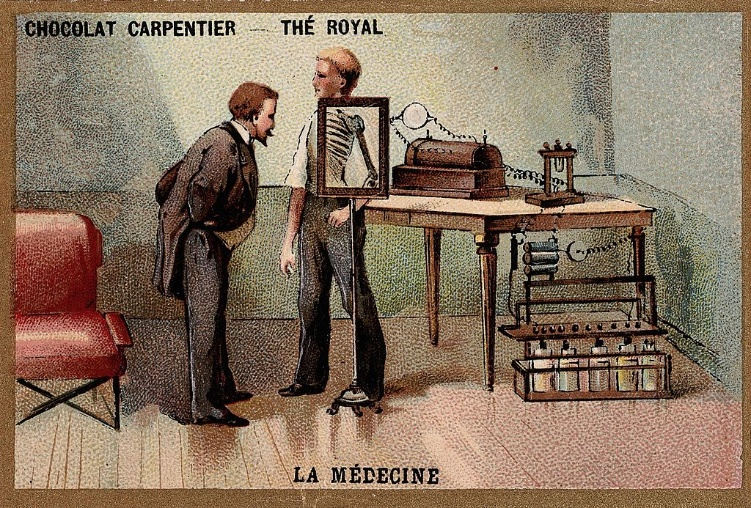 CHOCOLAT CARPENTIER — THÉ ROYAL
LA MÉDECINE